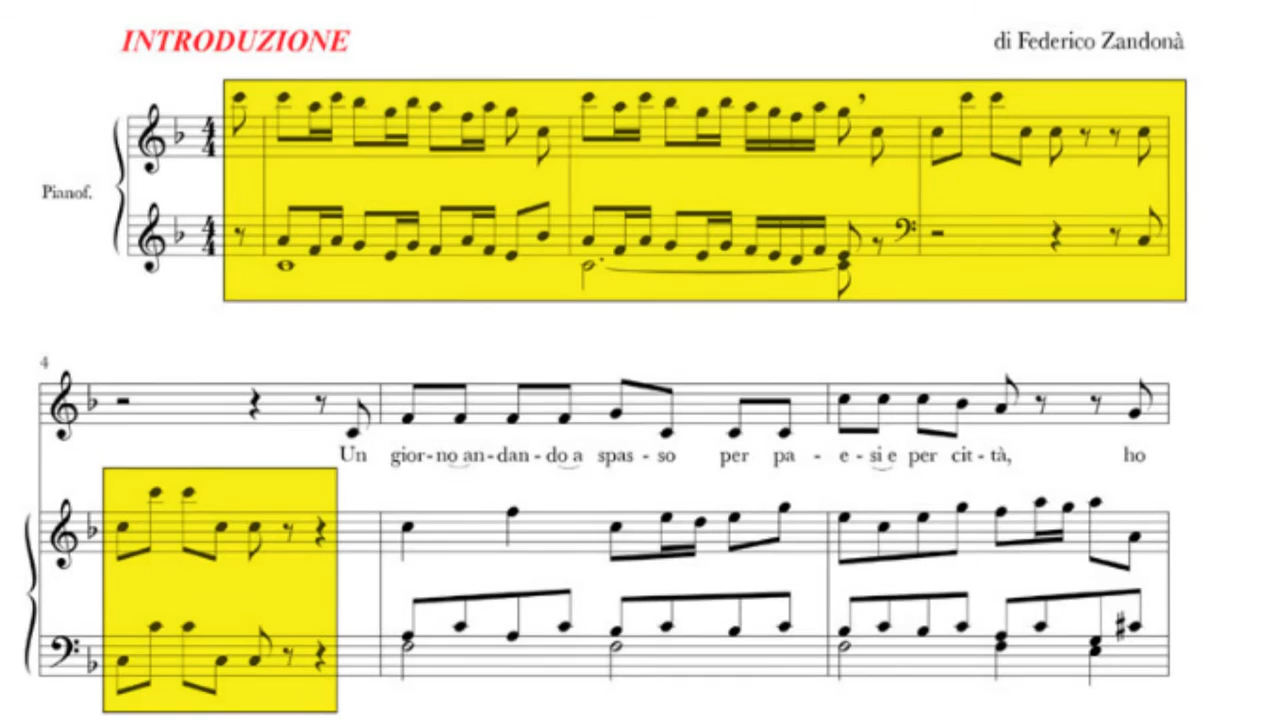 INTRODUZIONE
di Federico Zandonà
Pianof.
4
Un gior-no an-dan-do a spas-so per pa-e-si e per cit-tà, ho